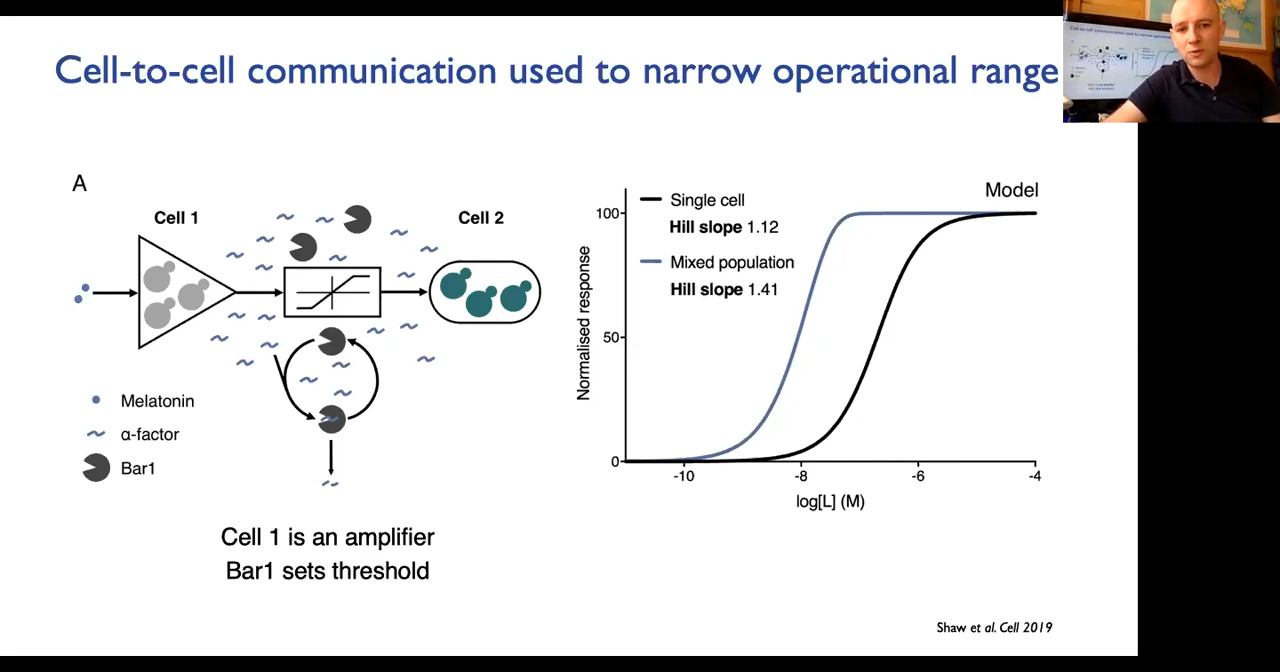 Cell-to-cell communication used to narrow operational range
A
Cell 1
Cell 2
Melatonin
α-factor
Bar1
Cell 1 is an amplifier
Bar1 sets threshold
Model
Single cell
Hill slope 1.12
Mixed population
Hill slope 1.41
Normalised response
100
50
0
-10
-8
-6
-4
log[L] (M)
Shaw et al. Cell 2019